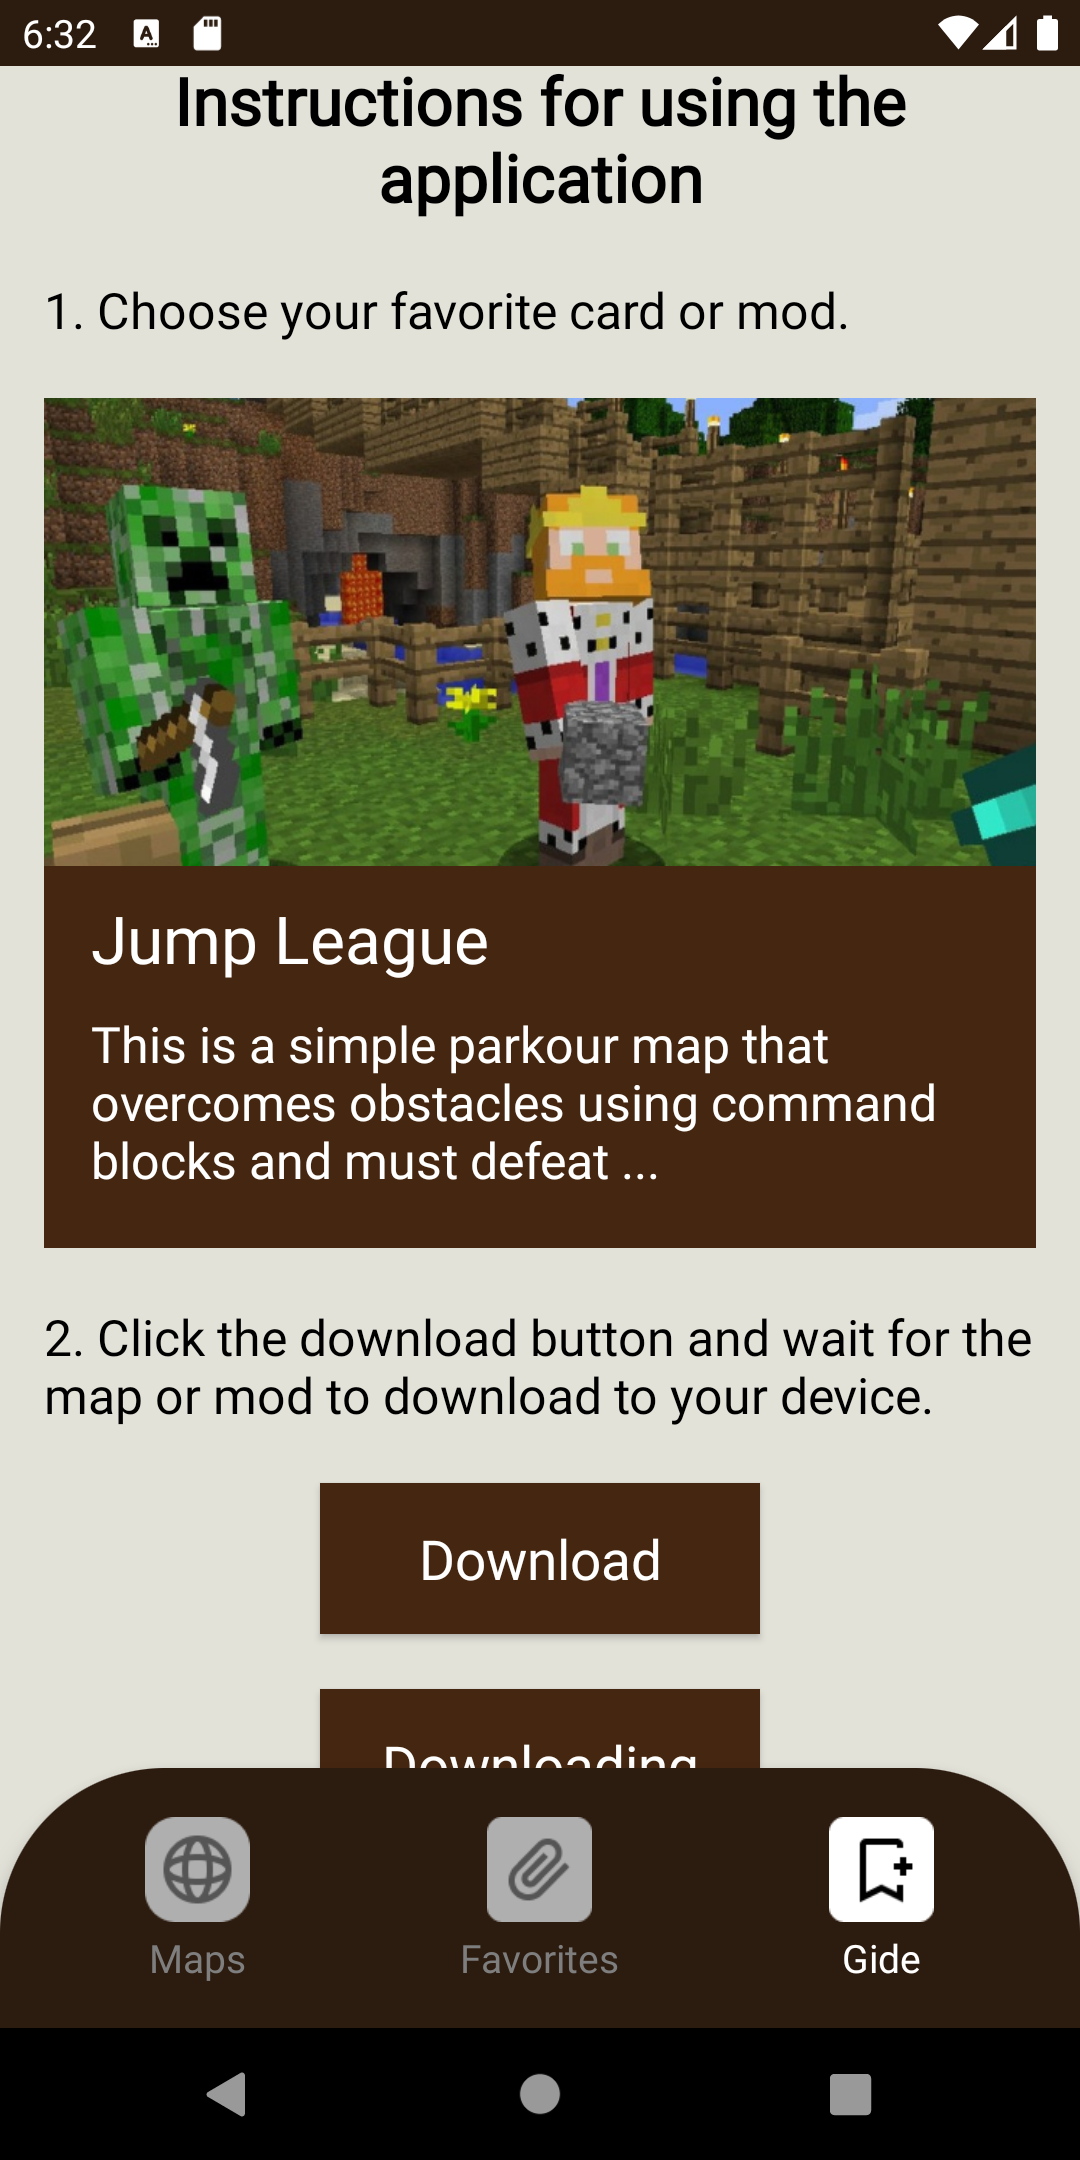 6:32
Instructions for using the
application
1. Choose your favorite card or mod.
Jump League
This is a simple parkour map that
overcomes obstacles using command
blocks and must defeat ...
2. Click the download button and wait for the
map or mod to download to your device.
Download
Downloading
Maps
Favorites
Gide